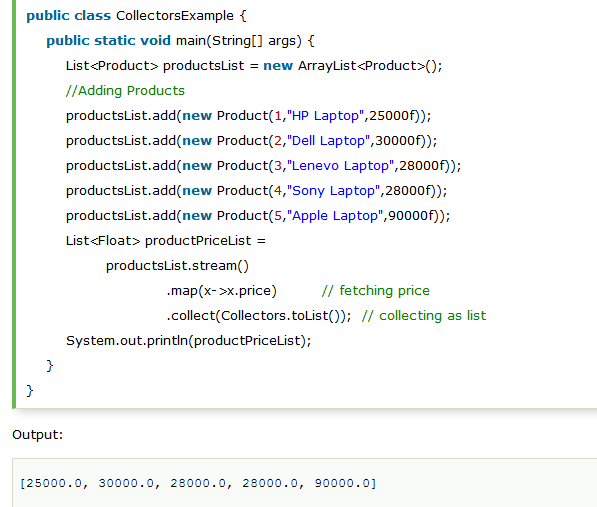 public class CollectorsExample {
public static void main(String[] args) {
List<Product> productsList = new ArrayList<Product>();
//Adding Products
productsList.add(new Product(1,"HP Laptop",25000f));
productsList.add(new Product(2,"Dell Laptop",30000f));
productsList.add(new Product(3,"Lenevo Laptop",28000f));
productsList.add(new Product(4,"Sony Laptop",28000f));
productsList.add(new Product(5,"Apple Laptop",90000f));
List<Float> productPriceList =
productsList.stream()
.map(x->x.price) // fetching price
.collect(Collectors.toList()); // collecting as list
System.out.println(productPriceList);
}
}
Output:
[25000.0, 30000.0, 28000.0, 28000.0, 90000.0]